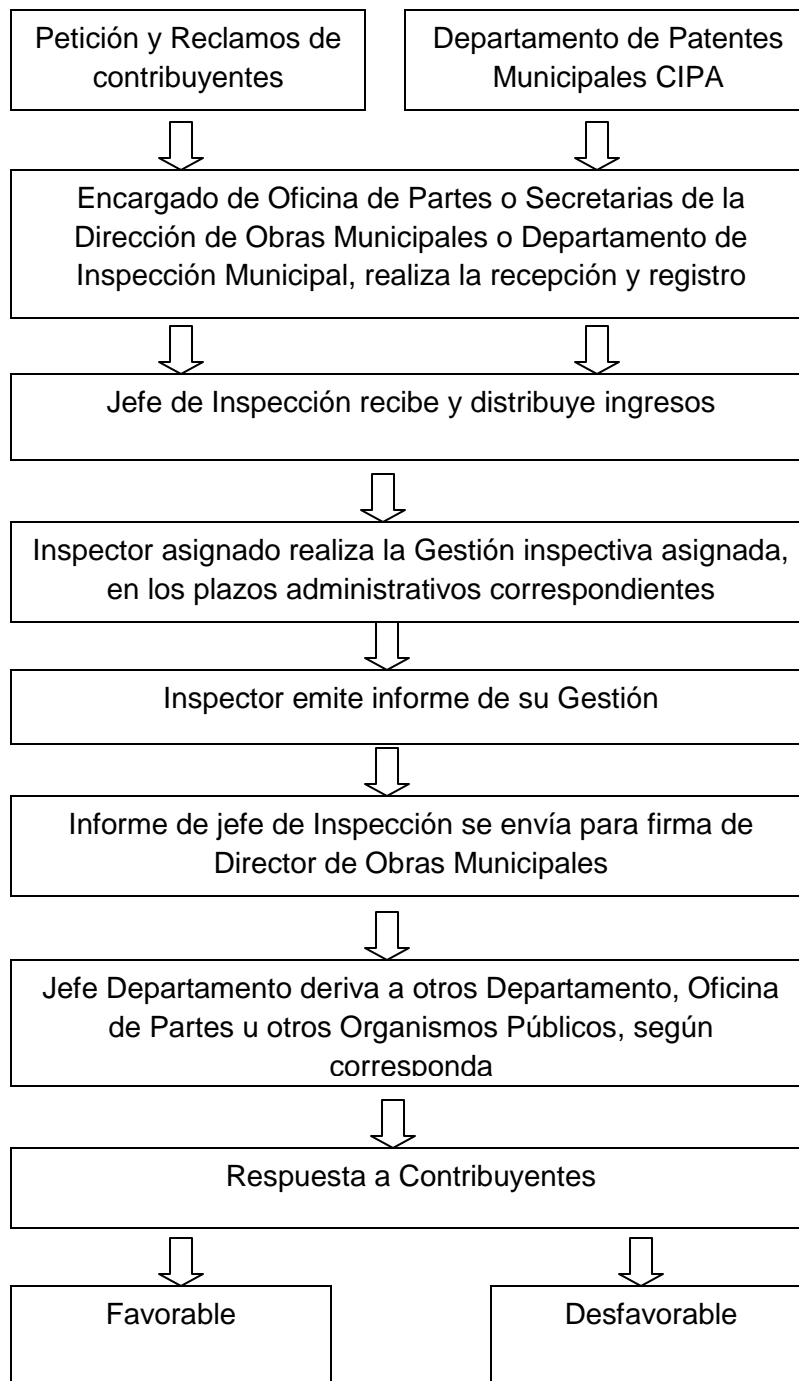 Petición y Reclamos de
contribuyentes
Departamento de Patentes
Municipales CIPA
Encargado de Oficina de Partes o Secretarias de la
Dirección de Obras Municipales o Departamento de
Inspección Municipal, realiza la recepción y registro
Jefe de Inspección recibe y distribuye ingresos
Inspector asignado realiza la Gestión inspectiva asignada,
en los plazos administrativos correspondientes
Inspector emite informe de su Gestión
Informe de jefe de Inspección se envía para firma de
Director de Obras Municipales
Jefe Departamento deriva a otros Departamento, Oficina
de Partes u otros Organismos Públicos, según
corresponda
Respuesta a Contribuyentes
Favorable
Desfavorable